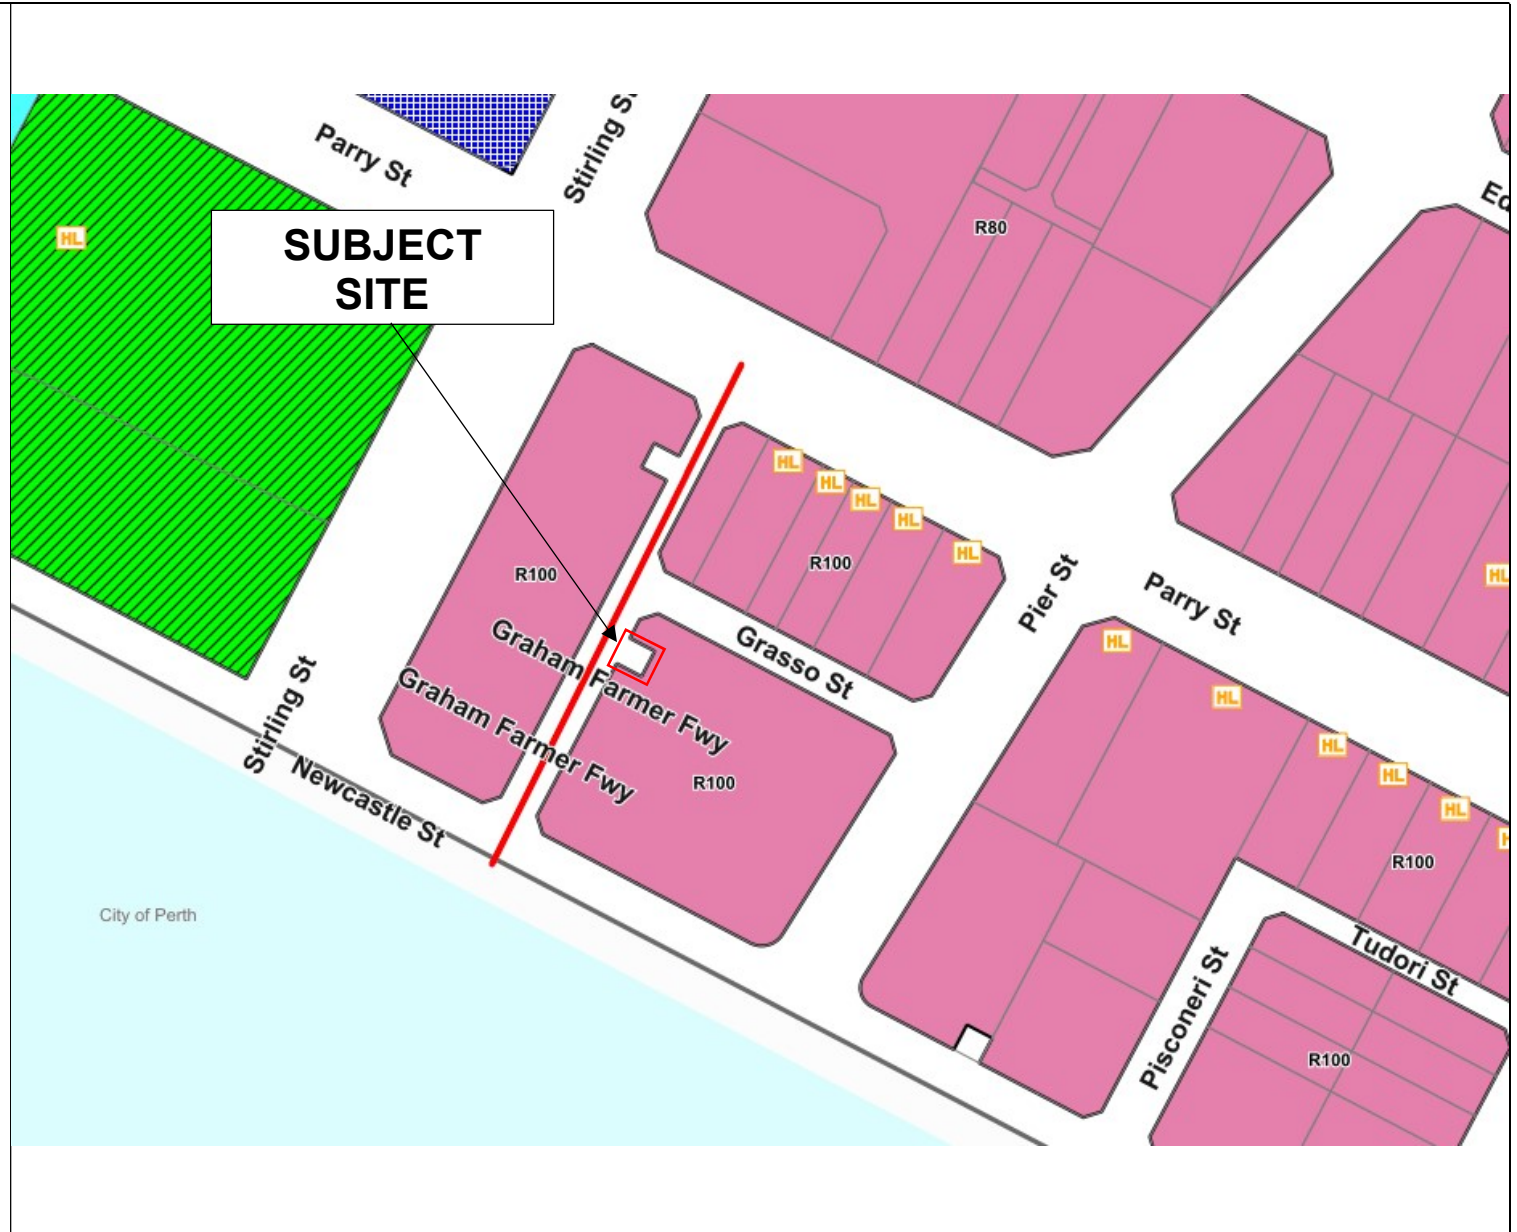 Parry St
Stirling St
Ed
HL
SUBJECT
SITE
R80
HL
HL
HL
HL
HL
R100
R100
HL
Pier St
Parry St
Grasso St
HL
HL
Graham Farmer Fwy
Graham Farmer Fwy
R100
Stirling St
Newcastle St
HL
HL
HL
H
R100
City of Perth
Tudori St
Pisconeri St
R100